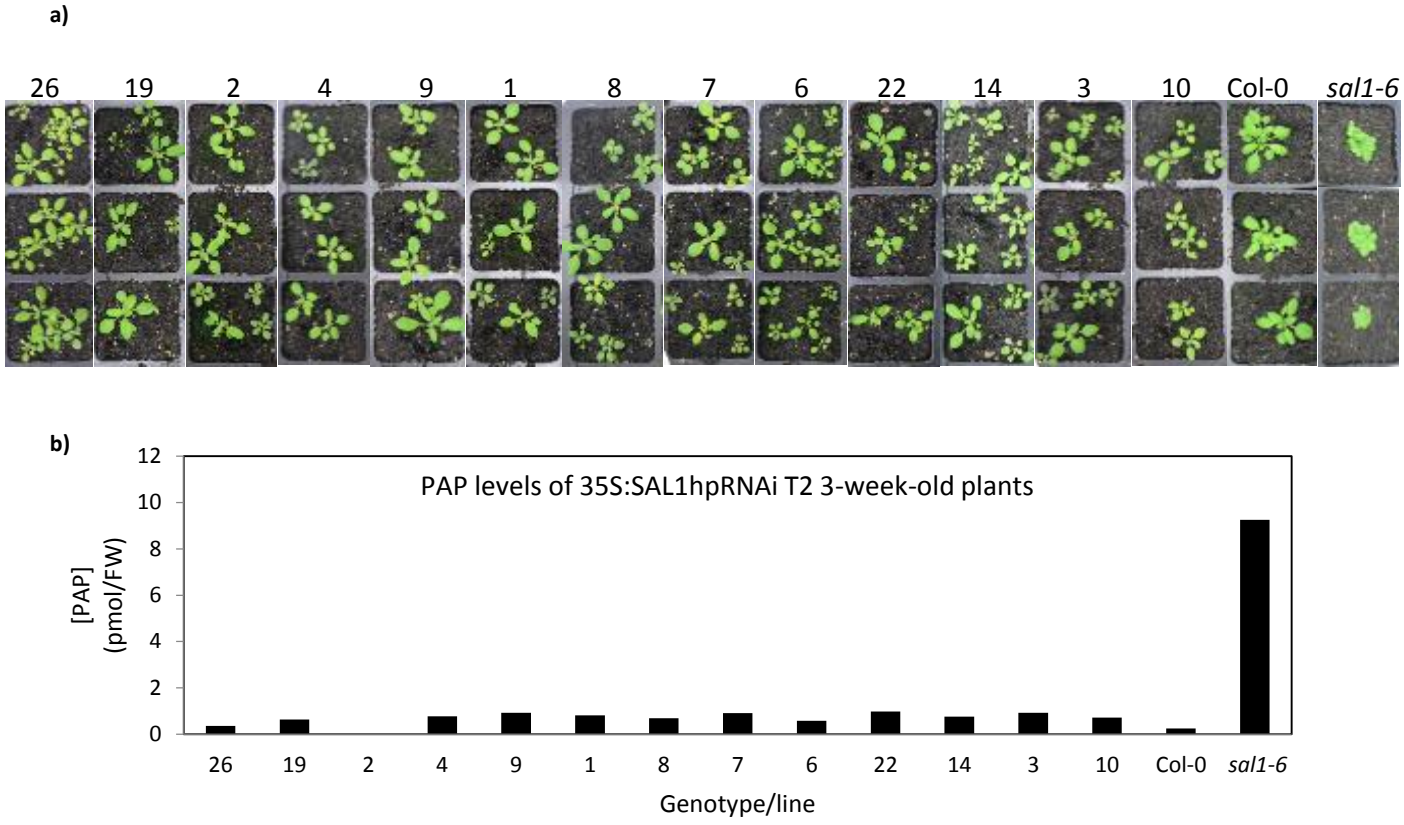 a)
26 19 2 4 9 1 8 7 6 22 14 3 10 Col-0 sal1-6
b)
PAP levels of 35S:SAL1hpRNAi T2 3-week-old plants
[PAP]
(pmol/FW)
12
10
8
6
4
2
0
26 19 2 4 9 1 8 7 6 22 14 3 10 Col-0 sal1-6
Genotype/line